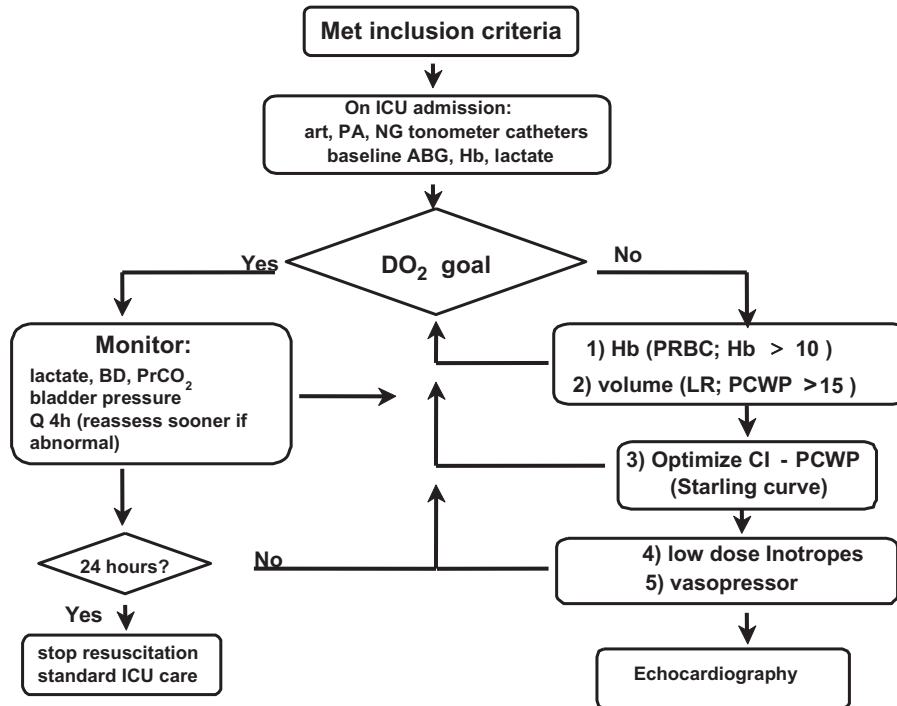 Met inclusion criteria
On ICU admission:
art, PA, NG tonometer catheters
baseline ABG, Hb, lactate
DO₂ goal
Yes
No
Monitor:
lactate, BD, PrCO₂
bladder pressure
Q 4h (reassess sooner if
abnormal)
1) Hb (PRBC; Hb > 10 )
2) volume (LR; PCWP >15 )
3) Optimize CI - PCWP
(Starling curve)
24 hours?
No
4) low dose Inotropes
5) vasopressor
Yes
stop resuscitation
standard ICU care
Echocardiography